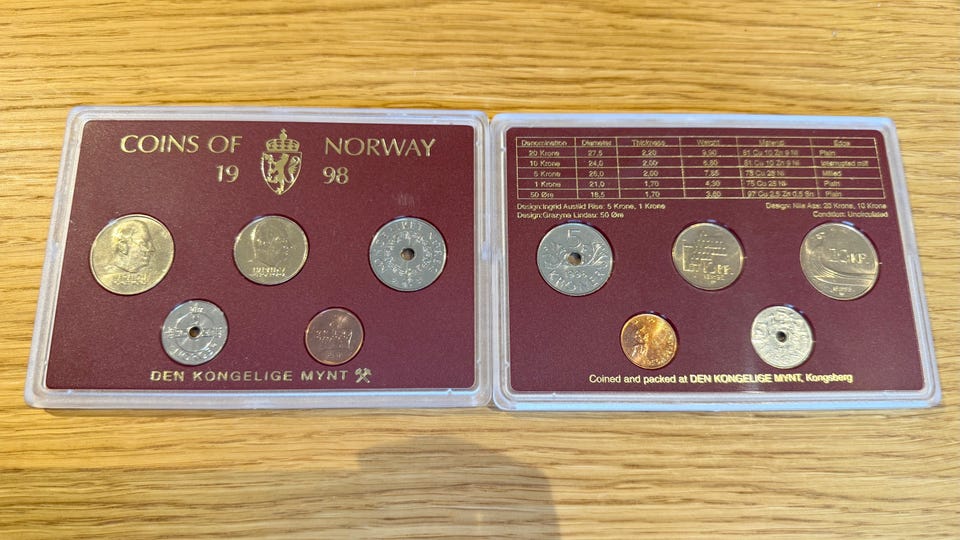 COINS OF NORWAY
19 98
DEN KONGELIGE MYNT
Denomination Diameter Thickness Weight Material Edge
20 Krone 27,5 2,20 9,90 81 Cu 10 Zn 9 Ni Plain
10 Krone 24,0 2,00 6,80 81 Cu 10 Zn 9 Ni Interrupted mill
5 Krone 26,0 2,00 7,85 75 Cu 25 Ni Milled
1 Krone 21,0 1,70 4,30 75 Cu 25 Ni Plain
50 Øre 18,5 1,70 3,60 97 Cu 2.5 Zn 0.5 Sn Plain
Design:Ingrid Austlid Rise: 5 Krone, 1 Krone Design: Nils Aas: 20 Krone, 10 Krone
Design:Grazyna Lindau: 50 Øre Condition: Uncirculated
5
1998
KRONER
Coined and packed at DEN KONGELIGE MYNT, Kongsberg